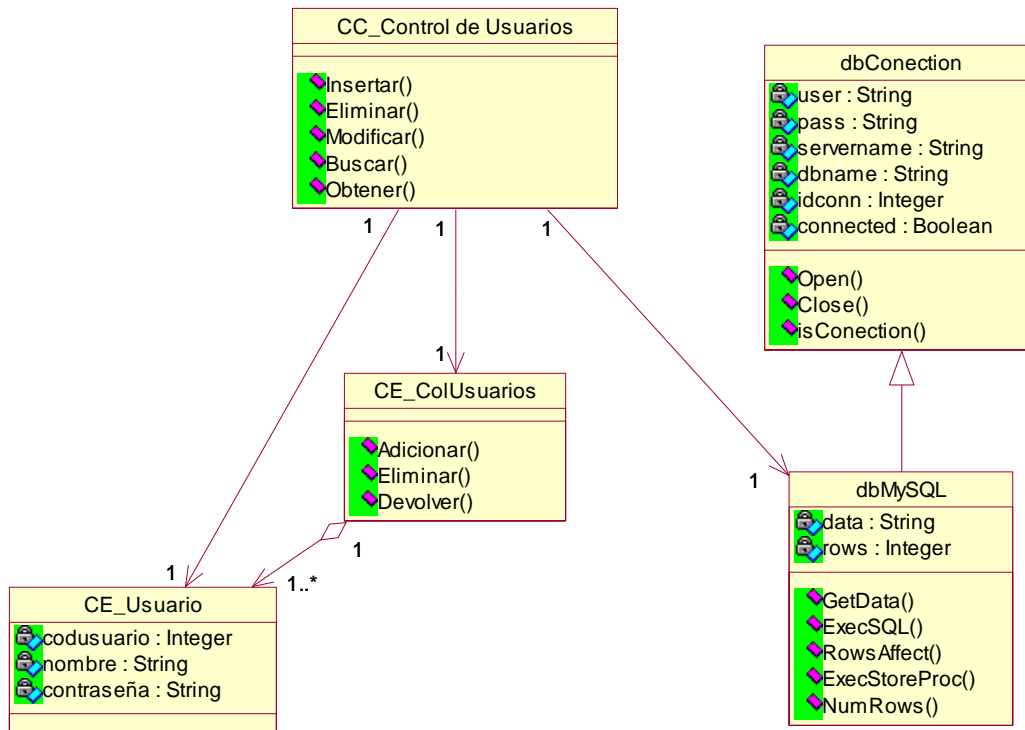 CC_Control de Usuarios
Insertar()
Eliminar()
Modificar()
Buscar()
Obtener()
dbConection
user : String
pass : String
servername : String
dbname : String
idconn : Integer
connected : Boolean
Open()
Close()
isConection()
1
1
1
1
CE_ColUsuarios
Adicionar()
Eliminar()
Devolver()
1
dbMySQL
data : String
rows : Integer
GetData()
ExecSQL()
RowsAffect()
ExecStoreProc()
NumRows()
1
1
1..*
CE_Usuario
codusuario : Integer
nombre : String
contraseña : String